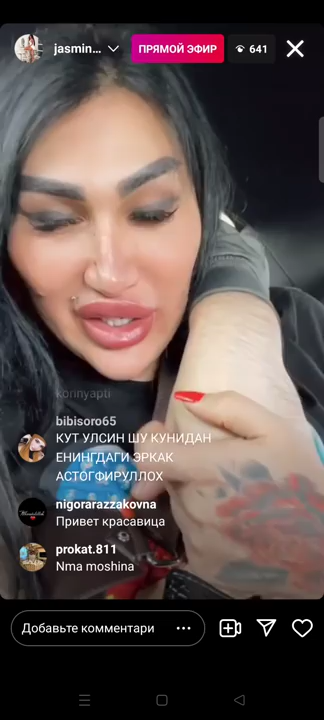 jasmin...
ПРЯМОЙ ЭФИР
641
konnyapti
bibisoro65
КУТ УЛСИН ШУ КУНИДАН
ЕНИНГДАГИ ЭРКАК
АСТОГФИРУЛЛОХ
nigorarazzakovna
Привет красавица
prokat.811
Nma moshina
Добавьте комментари